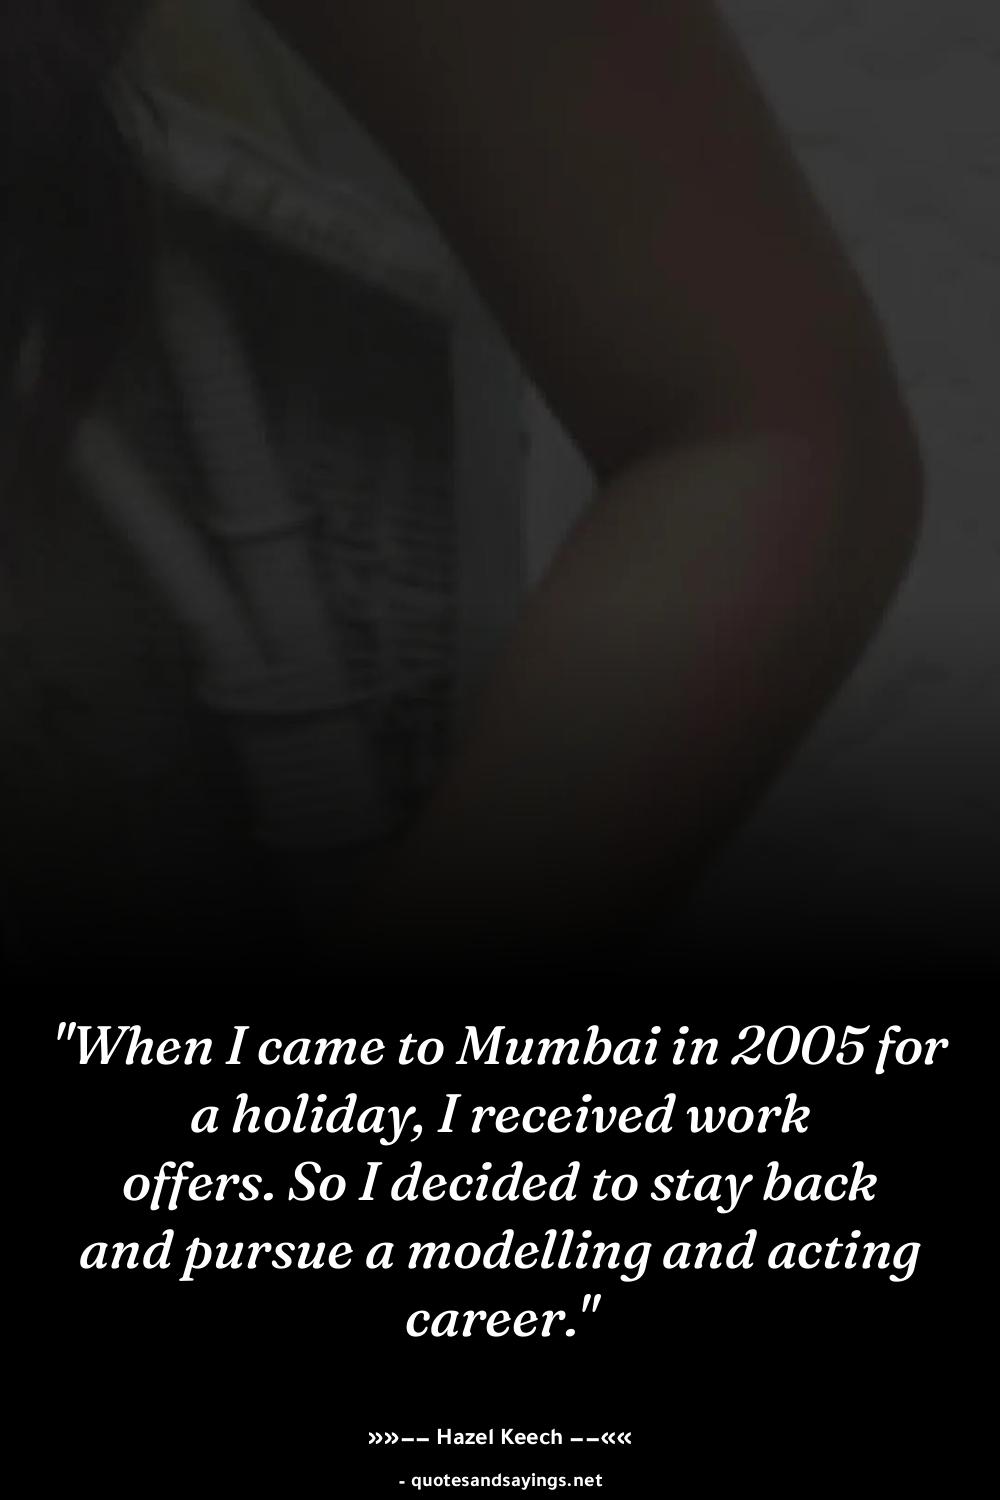 "When I came to Mumbai in 2005 for
a holiday, I received work
offers. So I decided to stay back
and pursue a modelling and acting
career."
»»−− Hazel Keech −−««
- quotesandsayings.net